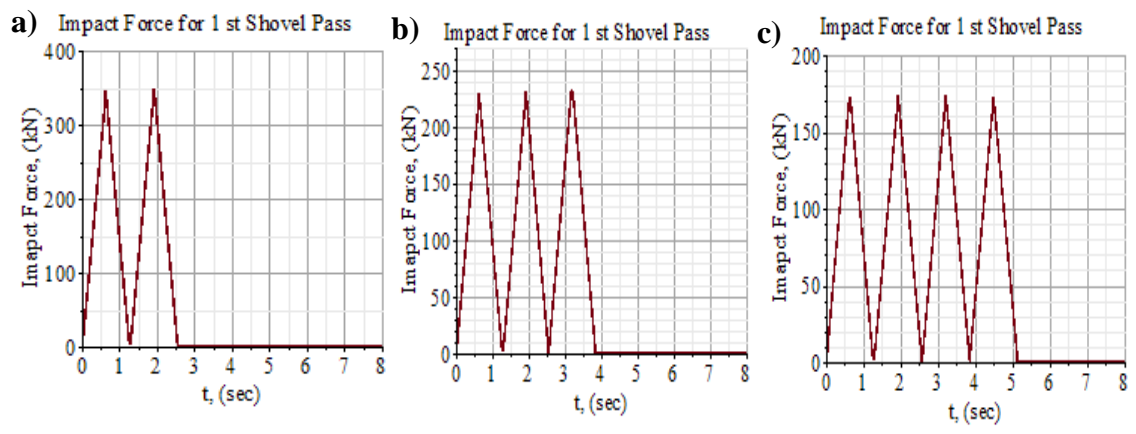 a) Impact Force for 1 st Shovel Pass
400
300
200
100
0
Imapct Force, (kN)
0 1 2 3 4 5 6 7 8
t, (sec)
b) Impact Force for 1 st Shovel Pass
250
200
150
100
50
0
Imapct Force, (kN)
0 1 2 3 4 5 6 7 8
t, (sec)
c) Impact Force for 1 st Shovel Pass
200
150
100
50
0
Imapct Force, (kN)
0 1 2 3 4 5 6 7 8
t, (sec)